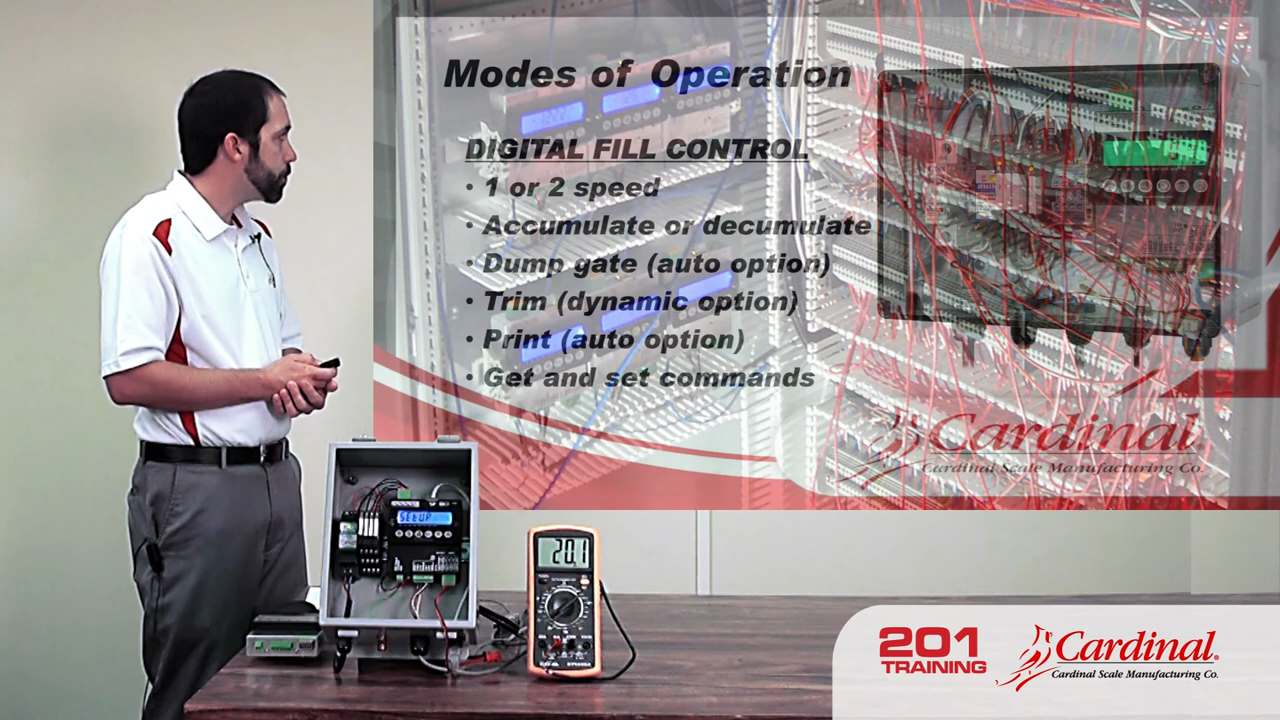 Modes of Operation
DIGITAL FILL CONTROL
• 1 or 2 speed
• Accumulate or decumulate
• Dump gate (auto option)
• Trim (dynamic option)
• Print (auto option)
• Get and set commands
Cardinal
Cardinal Scale Manufacturing Co.
SETUP
20.1
201
TRAINING
Cardinal®
Cardinal Scale Manufacturing Co.